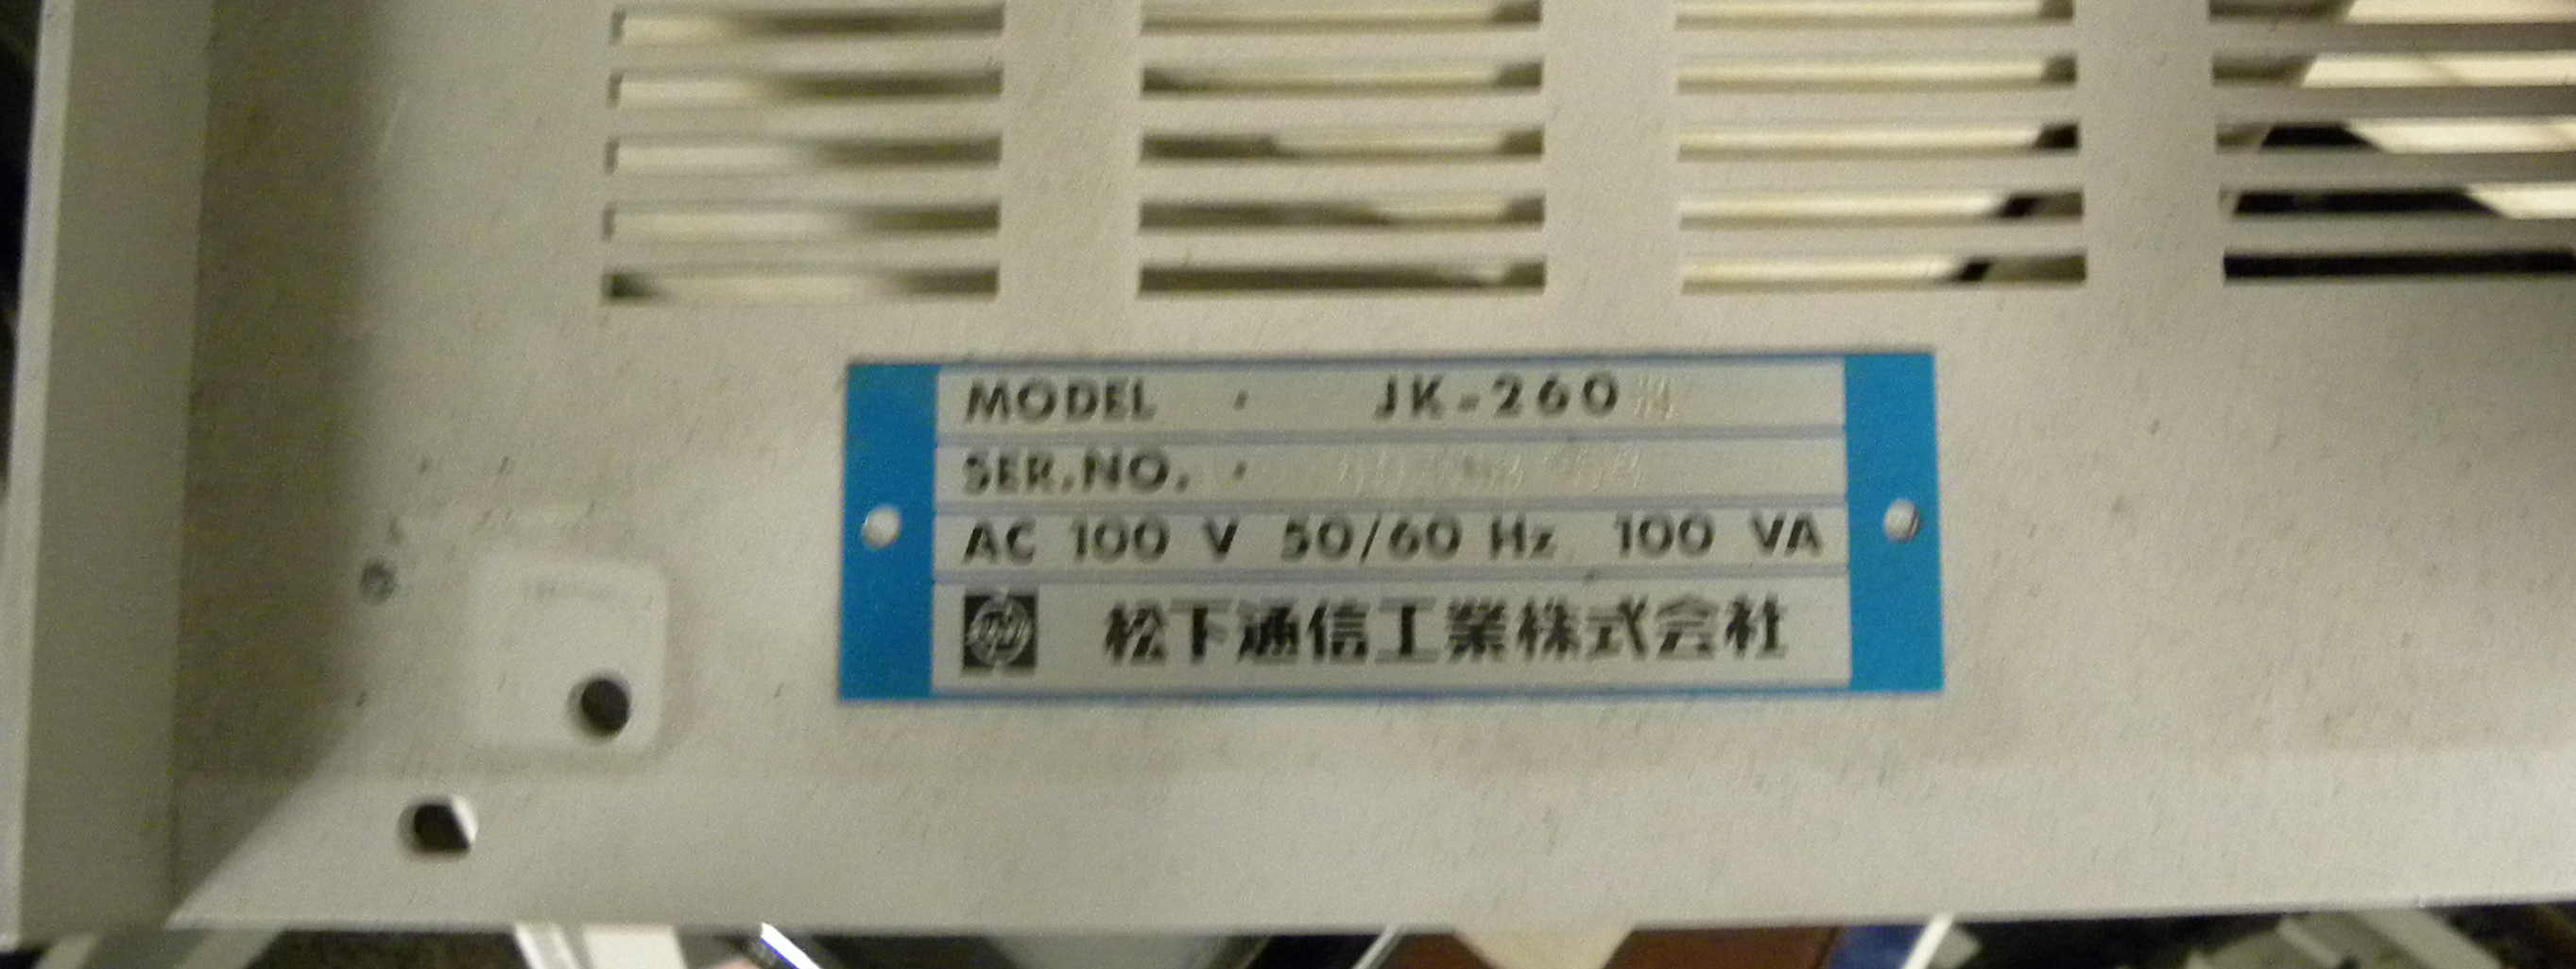 MODEL · JK-260
SER.NO. ·
AC 100 V 50/60 Hz 100 VA
松下通信工業株式会社